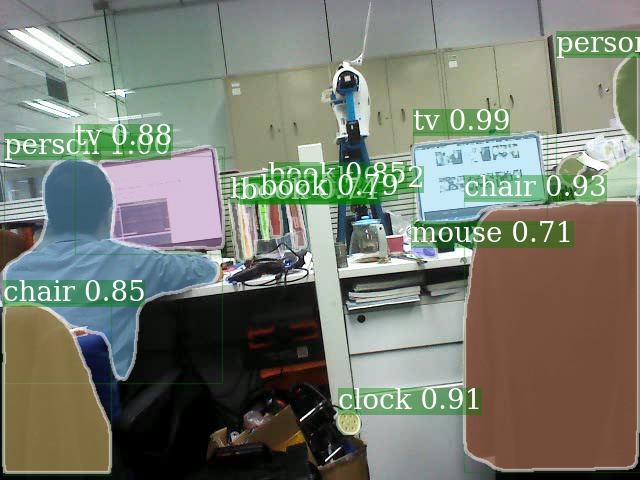 person
tv 0.99
tv 0.88
person 1.00
book 0.852
book 0.79
chair 0.93
mouse 0.71
chair 0.85
clock 0.91